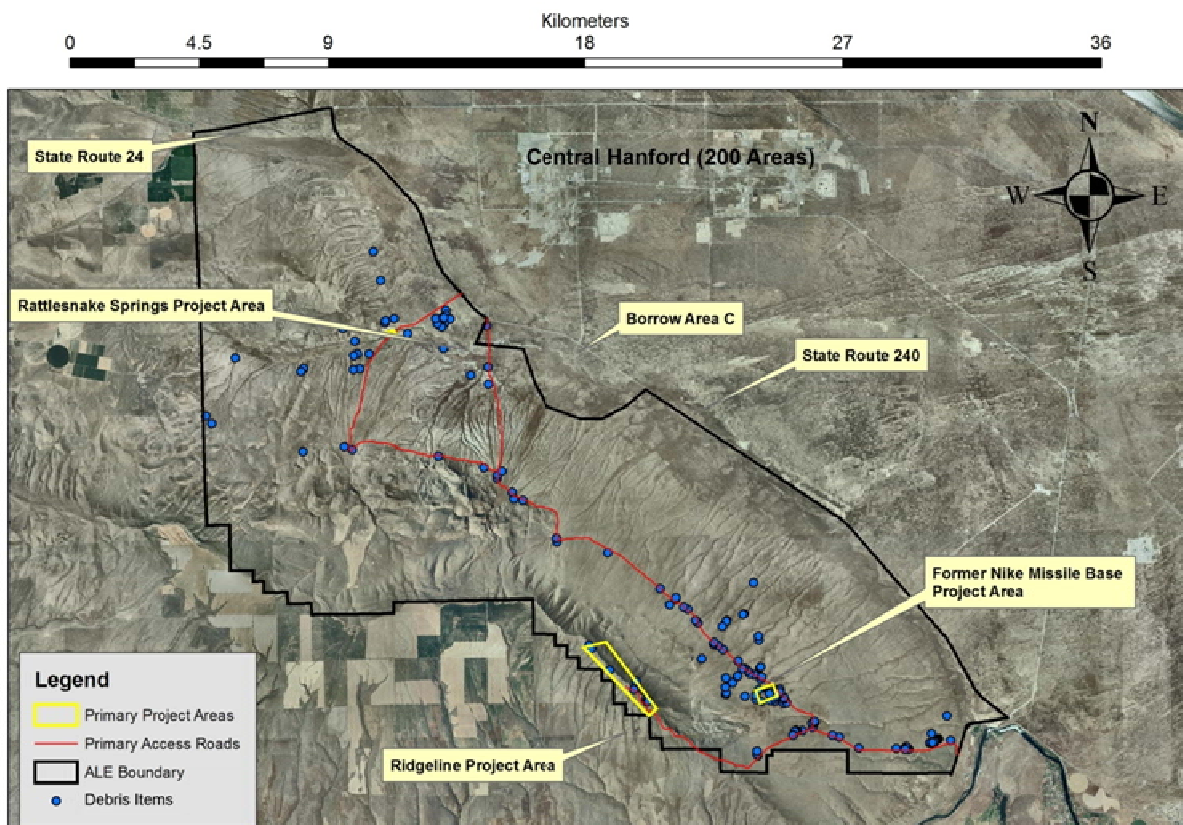 Kilometers
0 4.5 9 18 27 36
N
State Route 24
Central Hanford (200 Areas)
W E
S
Rattlesnake Springs Project Area
Borrow Area C
State Route 240
Former Nike Missile Base
Project Area
Legend
Primary Project Areas
Primary Access Roads
Ridgeline Project Area
ALE Boundary
Debris Items